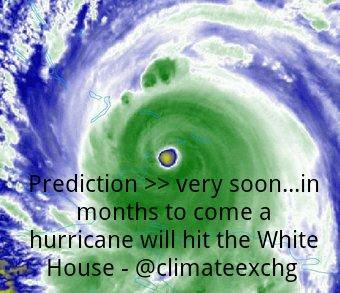 Prediction >> very soon...in
months to come a
hurricane will hit the White
House - @climateexchg